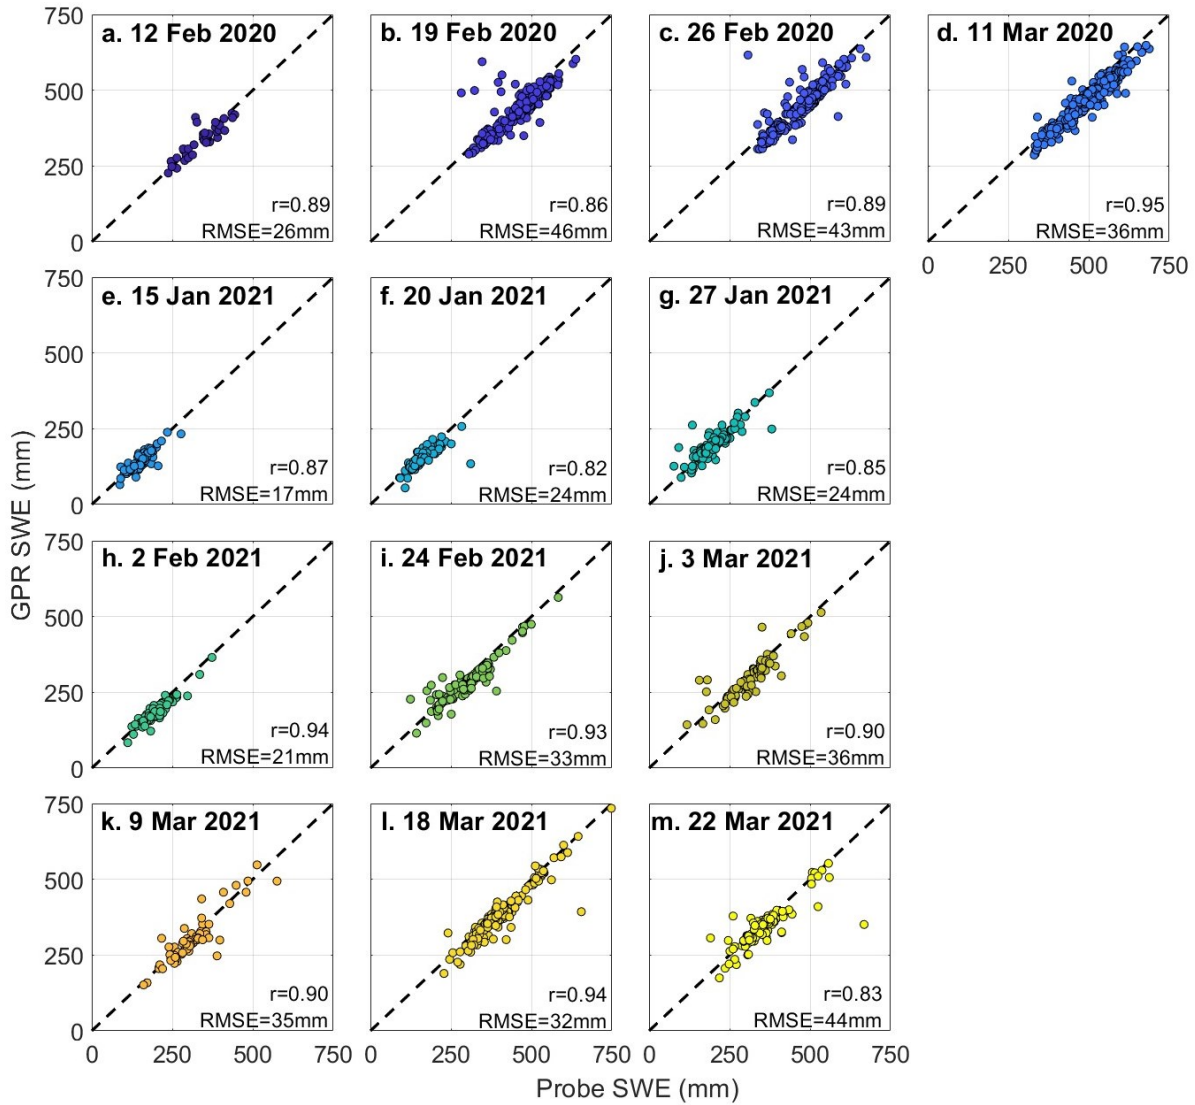 750
500
250
0
a. 12 Feb 2020
r=0.89
RMSE=26mm
b. 19 Feb 2020
r=0.86
RMSE=46mm
c. 26 Feb 2020
r=0.89
RMSE=43mm
d. 11 Mar 2020
r=0.95
RMSE=36mm
0 250 500 750
750
500
250
0
e. 15 Jan 2021
r=0.87
RMSE=17mm
f. 20 Jan 2021
r=0.82
RMSE=24mm
g. 27 Jan 2021
r=0.85
RMSE=24mm
GPR SWE (mm)
750
500
250
0
h. 2 Feb 2021
r=0.94
RMSE=21mm
i. 24 Feb 2021
r=0.93
RMSE=33mm
j. 3 Mar 2021
r=0.90
RMSE=36mm
750
500
250
0
k. 9 Mar 2021
r=0.90
RMSE=35mm
l. 18 Mar 2021
r=0.94
RMSE=32mm
m. 22 Mar 2021
r=0.83
RMSE=44mm
0 250 500 750
0 250 500 750
0 250 500 750
Probe SWE (mm)